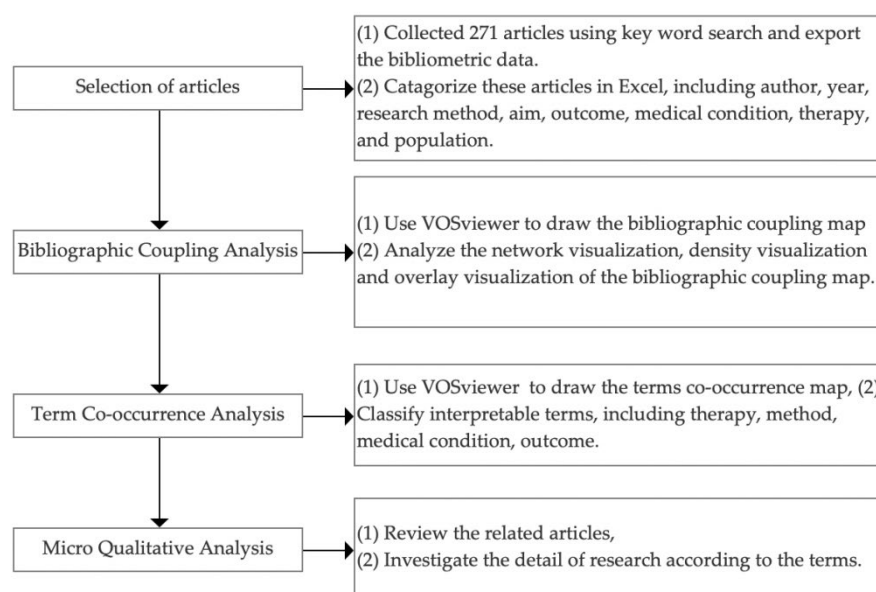 Selection of articles
(1) Collected 271 articles using key word search and export
the bibliometric data.
(2) Catagorize these articles in Excel, including author, year,
research method, aim, outcome, medical condition, therapy,
and population.
Bibliographic Coupling Analysis
(1) Use VOSviewer to draw the bibliographic coupling map
(2) Analyze the network visualization, density visualization
and overlay visualization of the bibliographic coupling map.
Term Co-occurrence Analysis
(1) Use VOSviewer to draw the terms co-occurrence map, (2)
Classify interpretable terms, including therapy, method,
medical condition, outcome.
Micro Qualitative Analysis
(1) Review the related articles,
(2) Investigate the detail of research according to the terms.